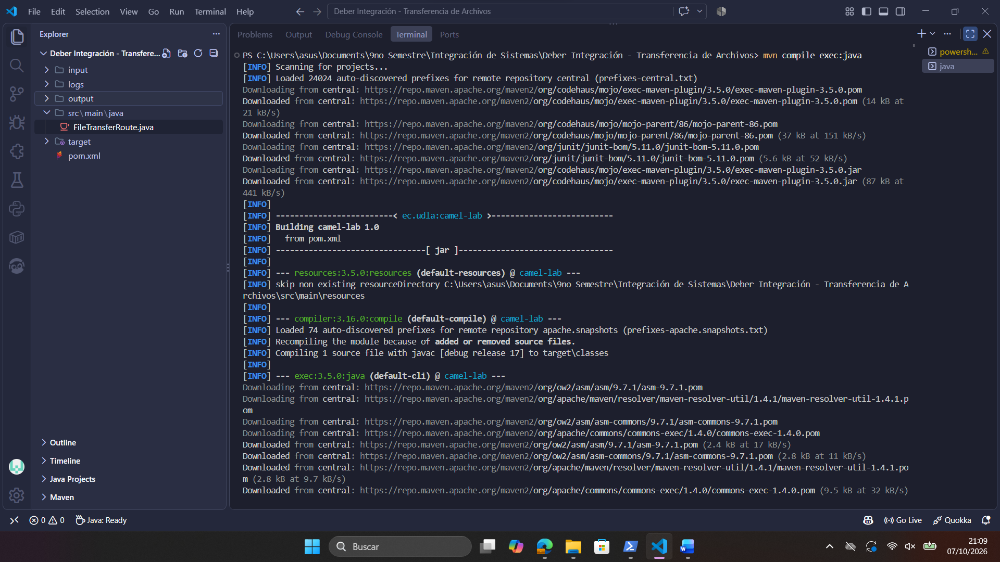 File Edit Selection View Go Run Terminal Help
Deber Integración - Transferencia de Archivos
Explorer
Deber Integración - Transfere...
input
logs
output
src\main\java
FileTransferRoute.java
target
pom.xml
Outline
Timeline
Java Projects
Maven
Problems Output Debug Console Terminal Ports
powersh...
java
PS C:\Users\asus\Documents\9no Semestre\Integración de Sistemas\Deber Integración - Transferencia de Archivos> mvn compile exec:java
[INFO] Scanning for projects...
[INFO] Loaded 24024 auto-discovered prefixes for remote repository central (prefixes-central.txt)
Downloading from central: https://repo.maven.apache.org/maven2/org/codehaus/mojo/exec-maven-plugin/3.5.0/exec-maven-plugin-3.5.0.pom
Downloaded from central: https://repo.maven.apache.org/maven2/org/codehaus/mojo/exec-maven-plugin/3.5.0/exec-maven-plugin-3.5.0.pom (14 kB at
21 kB/s)
Downloading from central: https://repo.maven.apache.org/maven2/org/codehaus/mojo/mojo-parent/86/mojo-parent-86.pom
Downloaded from central: https://repo.maven.apache.org/maven2/org/codehaus/mojo/mojo-parent/86/mojo-parent-86.pom (37 kB at 151 kB/s)
Downloading from central: https://repo.maven.apache.org/maven2/org/junit/junit-bom/5.11.0/junit-bom-5.11.0.pom
Downloaded from central: https://repo.maven.apache.org/maven2/org/junit/junit-bom/5.11.0/junit-bom-5.11.0.pom (5.6 kB at 52 kB/s)
Downloading from central: https://repo.maven.apache.org/maven2/org/codehaus/mojo/exec-maven-plugin/3.5.0/exec-maven-plugin-3.5.0.jar
Downloaded from central: https://repo.maven.apache.org/maven2/org/codehaus/mojo/exec-maven-plugin/3.5.0/exec-maven-plugin-3.5.0.jar (87 kB at
441 kB/s)
[INFO]
[INFO] -------------------------< ec.udla:camel-lab >--------------------------
[INFO] Building camel-lab 1.0
[INFO]   from pom.xml
[INFO] --------------------------------[ jar ]---------------------------------
[INFO]
[INFO] --- resources:3.5.0:resources (default-resources) @ camel-lab ---
[INFO] skip non existing resourceDirectory C:\Users\asus\Documents\9no Semestre\Integración de Sistemas\Deber Integración - Transferencia de A
rchivos\src\main\resources
[INFO]
[INFO] --- compiler:3.16.0:compile (default-compile) @ camel-lab ---
[INFO] Loaded 74 auto-discovered prefixes for remote repository apache.snapshots (prefixes-apache.snapshots.txt)
[INFO] Recompiling the module because of added or removed source files.
[INFO] Compiling 1 source file with javac [debug release 17] to target\classes
[INFO]
[INFO] --- exec:3.5.0:java (default-cli) @ camel-lab ---
Downloading from central: https://repo.maven.apache.org/maven2/org/ow2/asm/asm/9.7.1/asm-9.7.1.pom
Downloading from central: https://repo.maven.apache.org/maven2/org/apache/maven/resolver/maven-resolver-util/1.4.1/maven-resolver-util-1.4.1.p
om
Downloading from central: https://repo.maven.apache.org/maven2/org/ow2/asm/asm-commons/9.7.1/asm-commons-9.7.1.pom
Downloading from central: https://repo.maven.apache.org/maven2/org/apache/commons/commons-exec/1.4.0/commons-exec-1.4.0.pom
Downloaded from central: https://repo.maven.apache.org/maven2/org/ow2/asm/asm/9.7.1/asm-9.7.1.pom (2.4 kB at 17 kB/s)
Downloaded from central: https://repo.maven.apache.org/maven2/org/ow2/asm/asm-commons/9.7.1/asm-commons-9.7.1.pom (2.8 kB at 11 kB/s)
Downloaded from central: https://repo.maven.apache.org/maven2/org/apache/maven/resolver/maven-resolver-util/1.4.1/maven-resolver-util-1.4.1.po
m (2.8 kB at 9.7 kB/s)
Downloaded from central: https://repo.maven.apache.org/maven2/org/apache/commons/commons-exec/1.4.0/commons-exec-1.4.0.pom (9.5 kB at 32 kB/s)
0 0 Java: Ready
Go Live Quokka
Buscar
21:09
07/10/2026